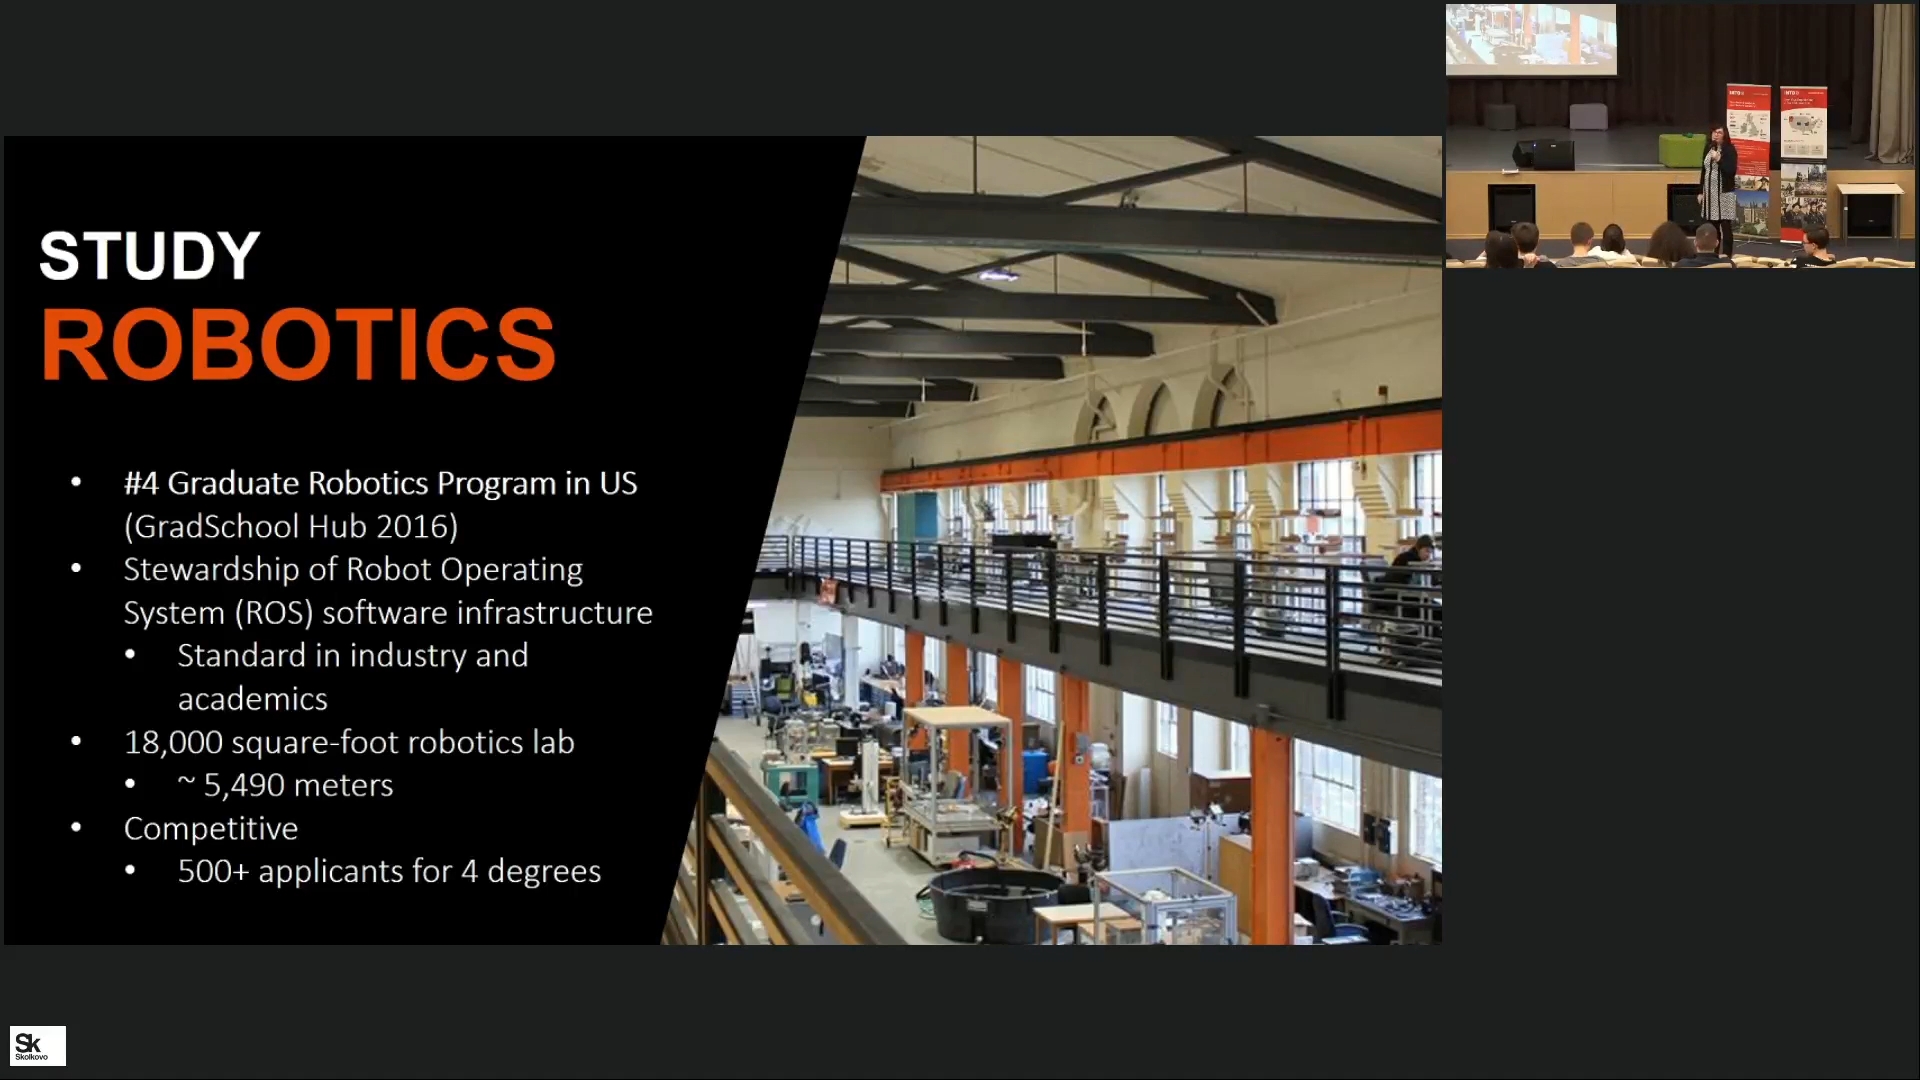 STUDY
ROBOTICS
• #4 Graduate Robotics Program in US
(GradSchool Hub 2016)
• Stewardship of Robot Operating
System (ROS) software infrastructure
• Standard in industry and
academics
• 18,000 square-foot robotics lab
• ~ 5,490 meters
• Competitive
• 500+ applicants for 4 degrees
INTO
INTO
Sk
Skolkovo